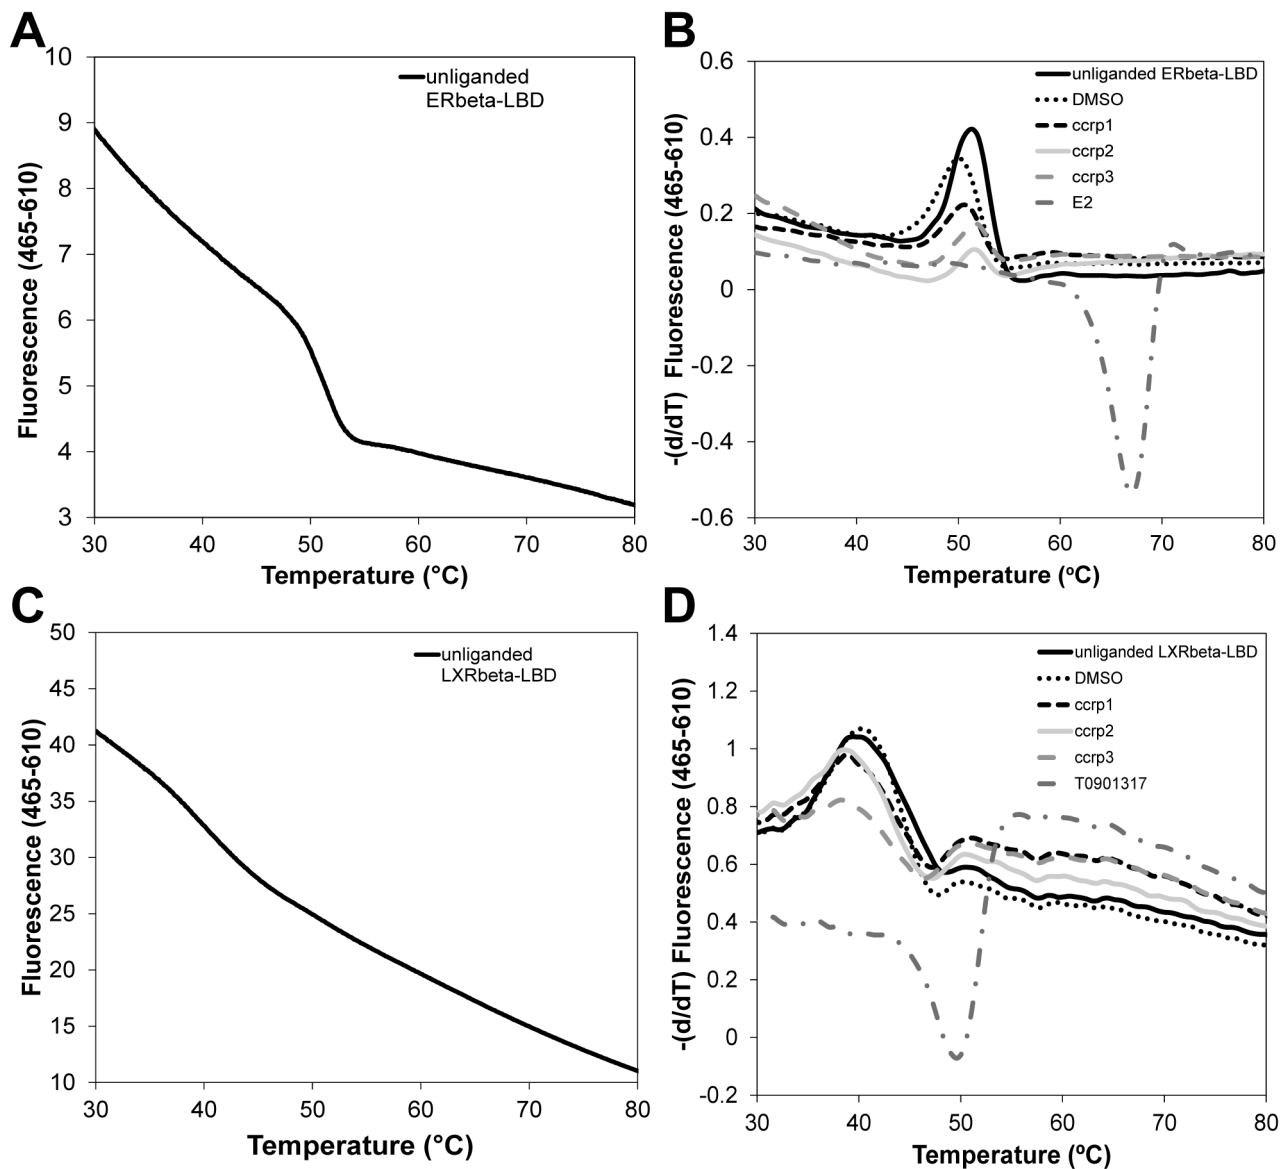 A
10
9
8
7
6
5
4
3
30 40 50 60 70 80
Fluorescence (465-610)
Temperature (°C)
unliganded
ERbeta-LBD
B
0.6
0.4
0.2
0
-0.2
-0.4
-0.6
30 40 50 60 70 80
-(d/dT) Fluorescence (465-610)
Temperature (ºC)
unliganded ERbeta-LBD
DMSO
ccrp1
ccrp2
ccrp3
E2
C
50
45
40
35
30
25
20
15
10
30 40 50 60 70 80
Fluorescence (465-610)
Temperature (°C)
unliganded
LXRbeta-LBD
D
1.4
1.2
1
0.8
0.6
0.4
0.2
0
-0.2
30 40 50 60 70 80
-(d/dT) Fluorescence (465-610)
Temperature (ºC)
unliganded LXRbeta-LBD
DMSO
ccrp1
ccrp2
ccrp3
T0901317